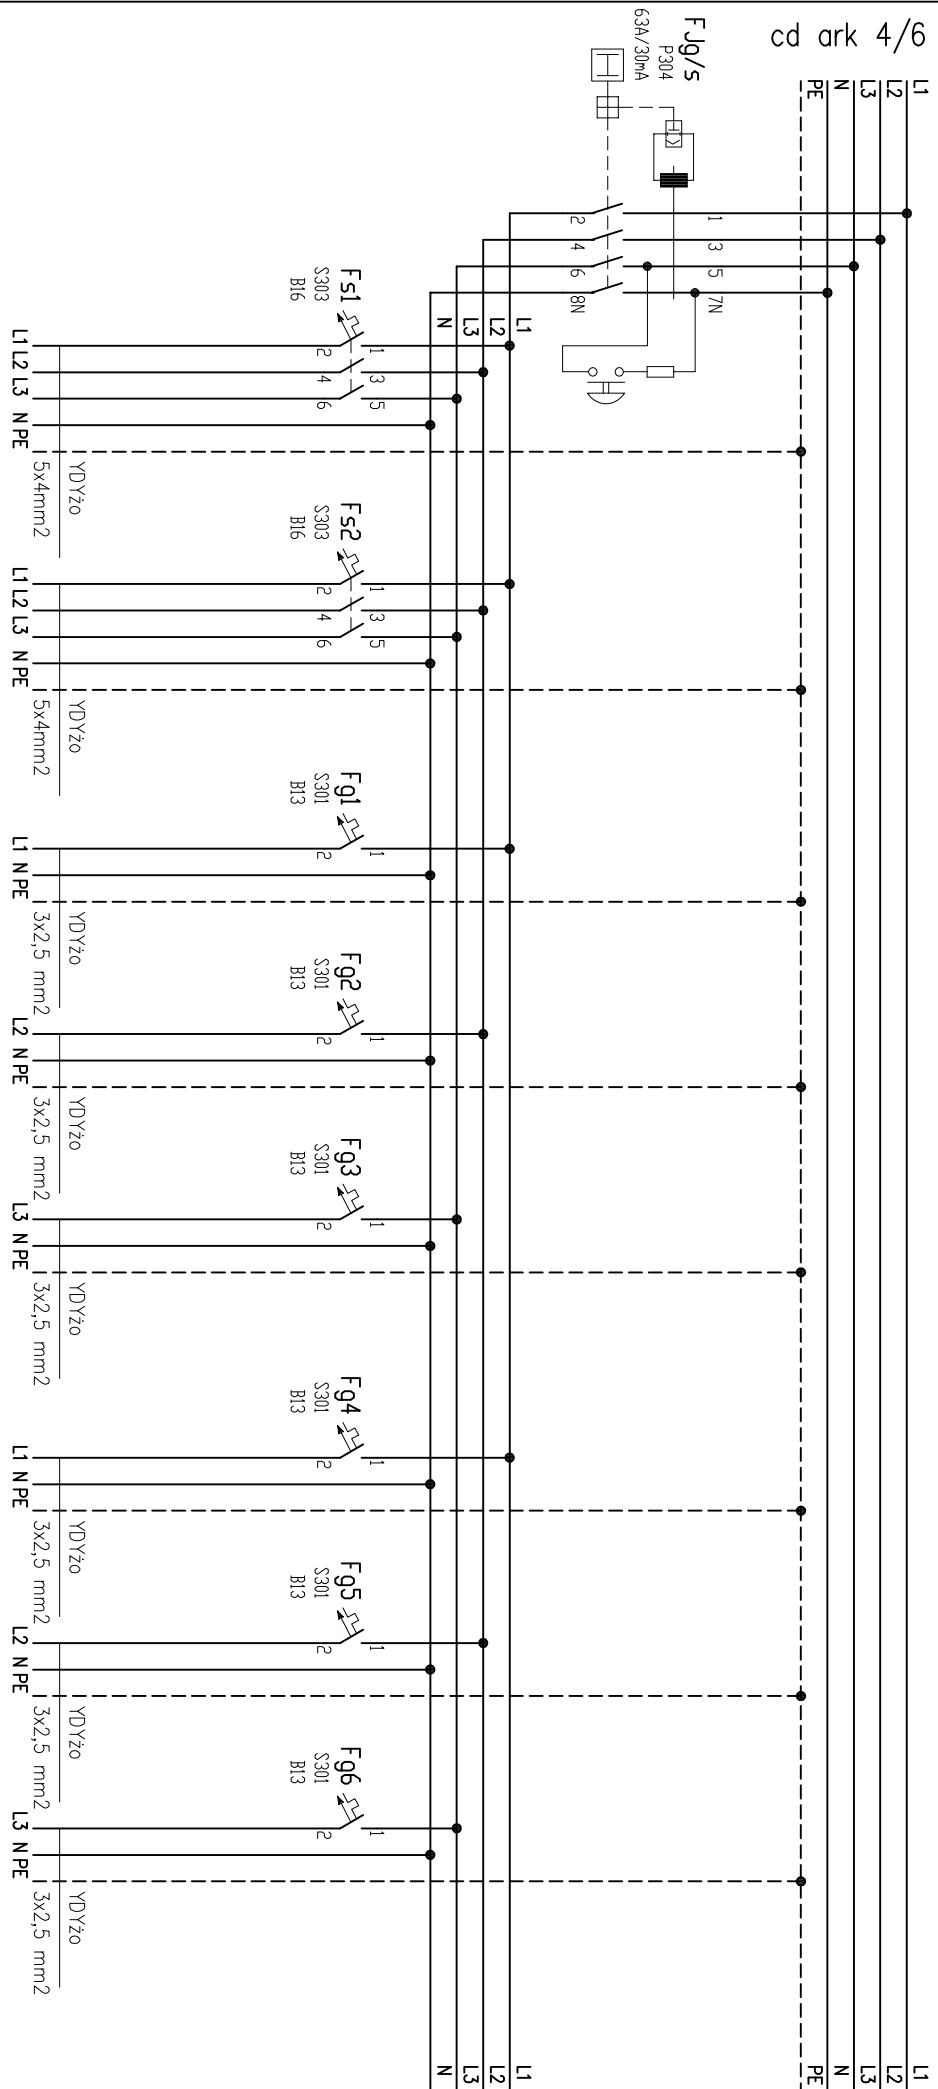 cd ark 4/6
L1
L2
L3
N
PE
L1
L2
L3
N
PE
FJg/s
P304
63A/30mA
1
3
5
7N
2
4
6
8N
L1
L2
L3
N
L1
L2
L3
N
Fs1
S303
B16
1
3
5
2
4
6
L1 L2 L3 N PE
YDYżo
5x4mm2
Fs2
S303
B16
1
3
5
2
4
6
L1 L2 L3 N PE
YDYżo
5x4mm2
Fg1
S301
B13
1
2
L1 N PE
YDYżo
3x2,5 mm2
Fg2
S301
B13
1
2
L2 N PE
YDYżo
3x2,5 mm2
Fg3
S301
B13
1
2
L3 N PE
YDYżo
3x2,5 mm2
Fg4
S301
B13
1
2
L1 N PE
YDYżo
3x2,5 mm2
Fg5
S301
B13
1
2
L2 N PE
YDYżo
3x2,5 mm2
Fg6
S301
B13
1
2
L3 N PE
YDYżo
3x2,5 mm2